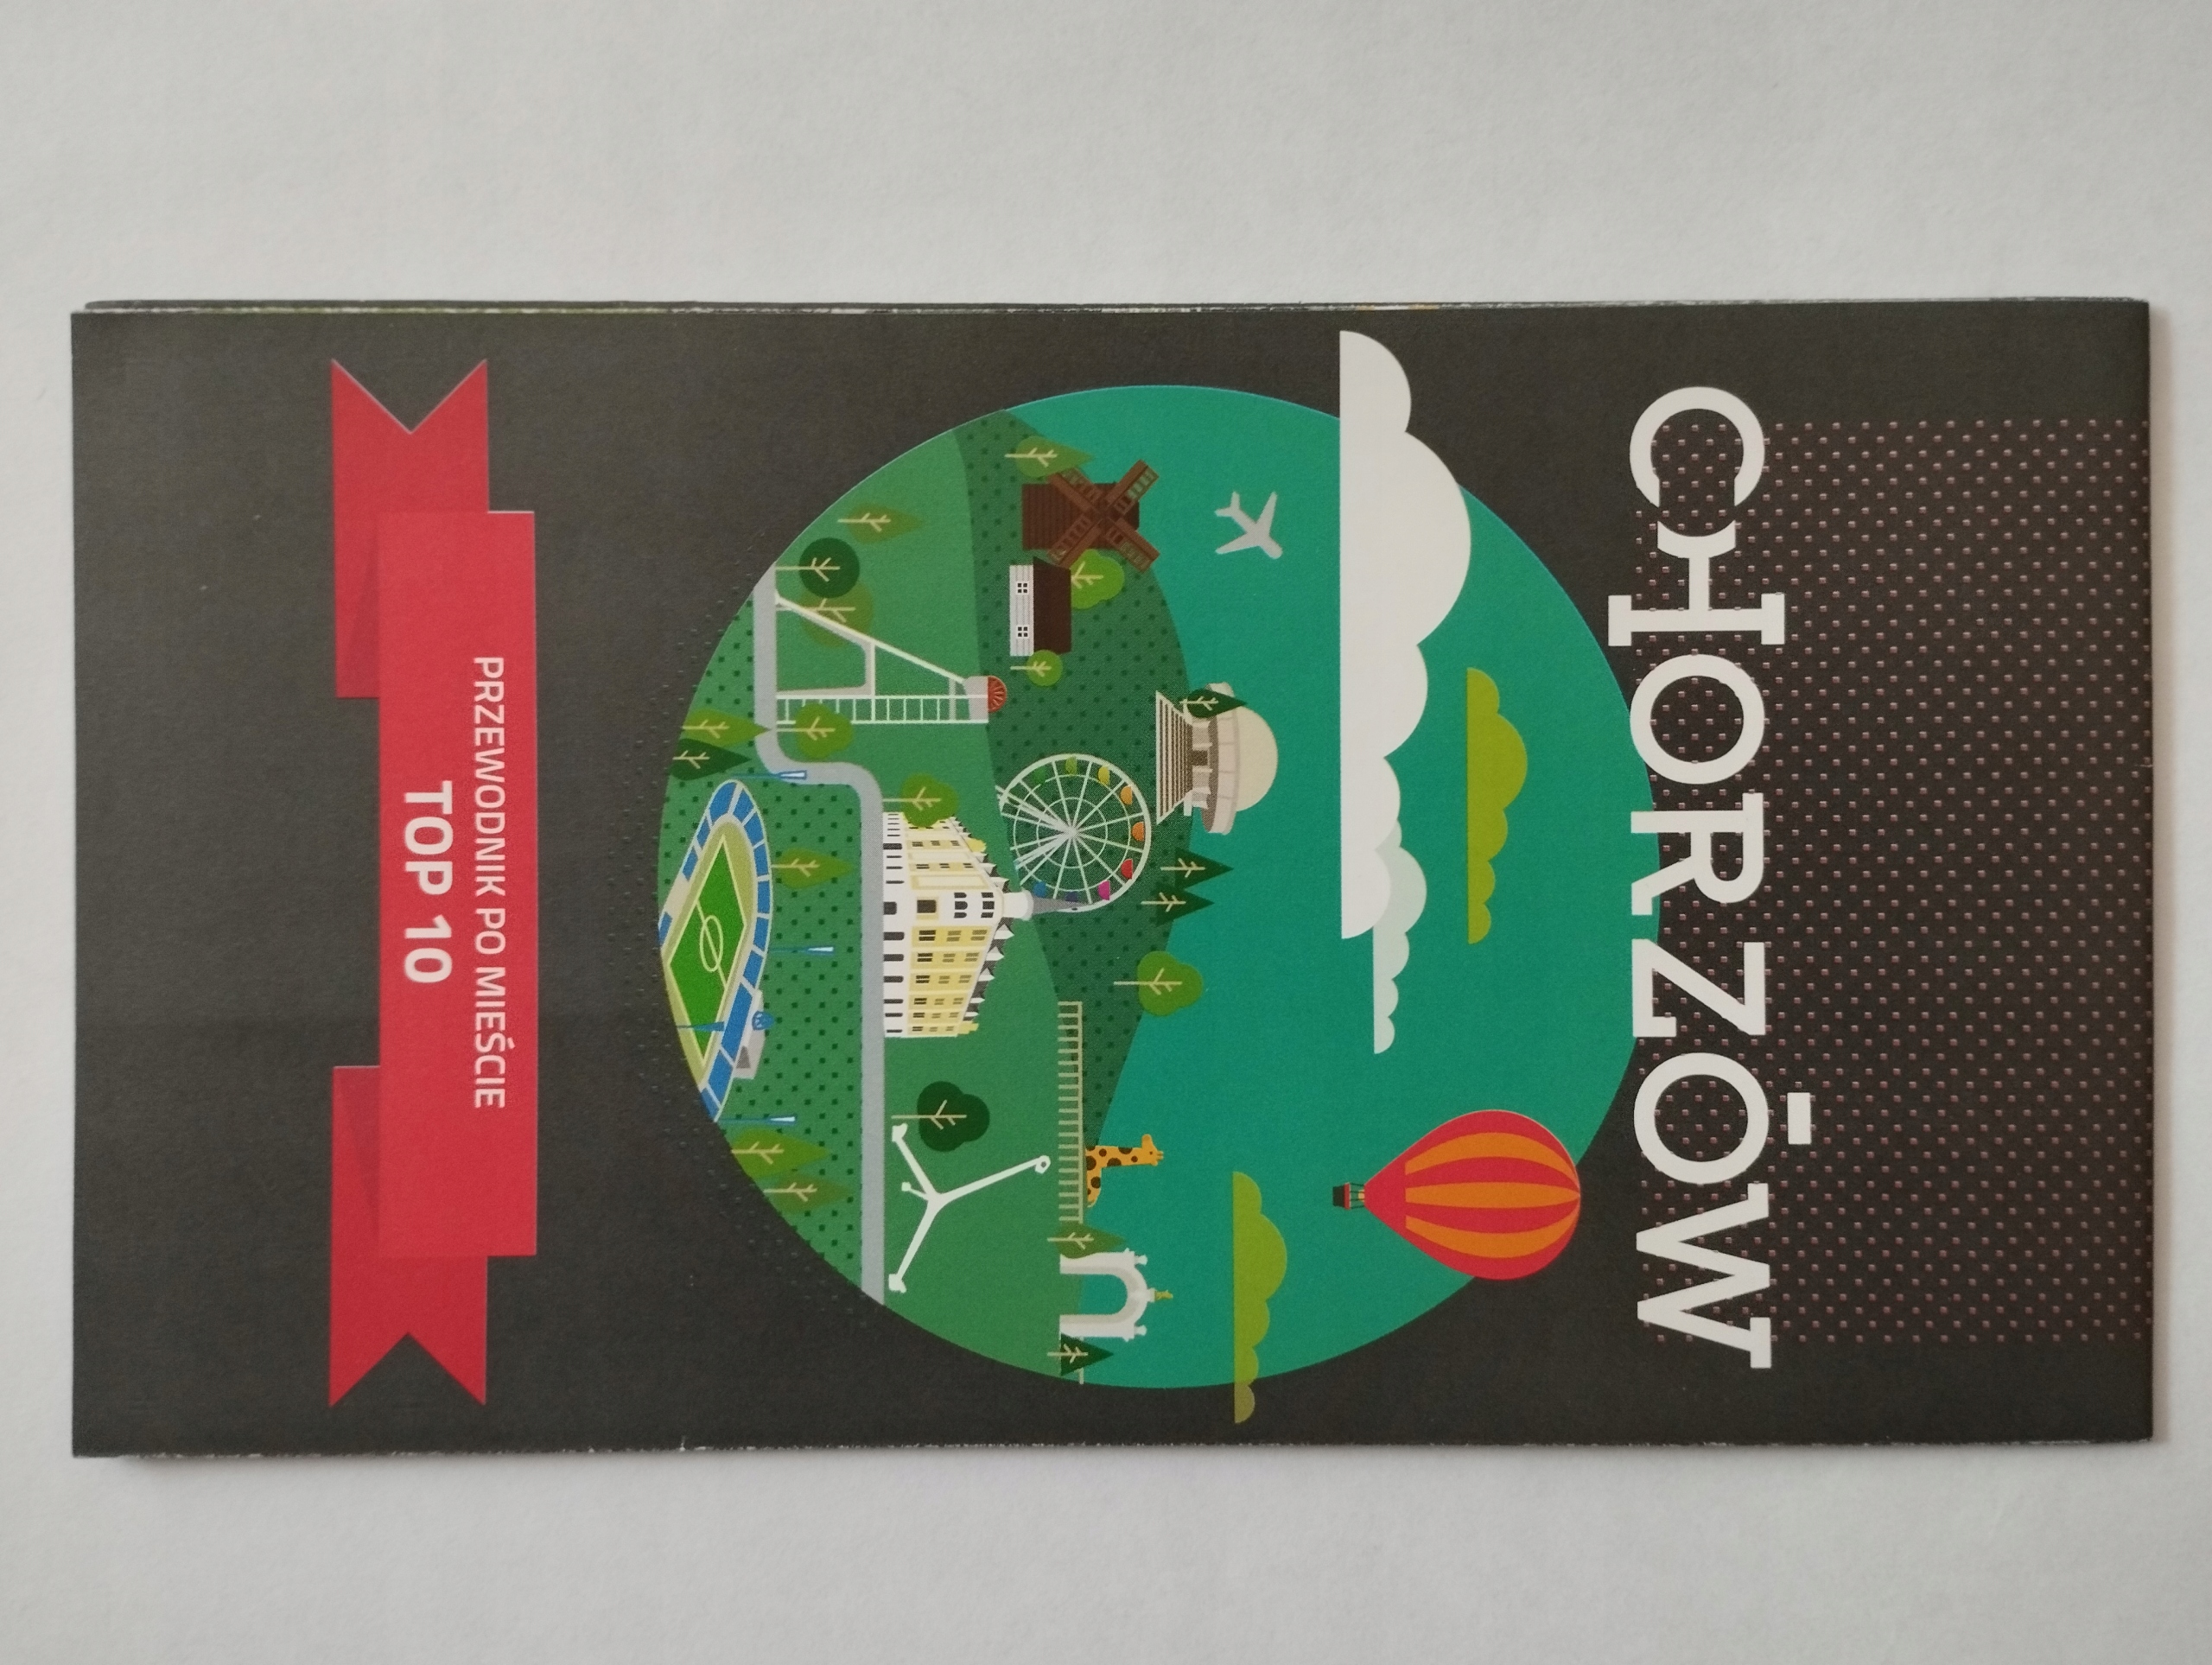 CHORZÓW
PRZEWODNIK PO MIEŚCIE
TOP 10